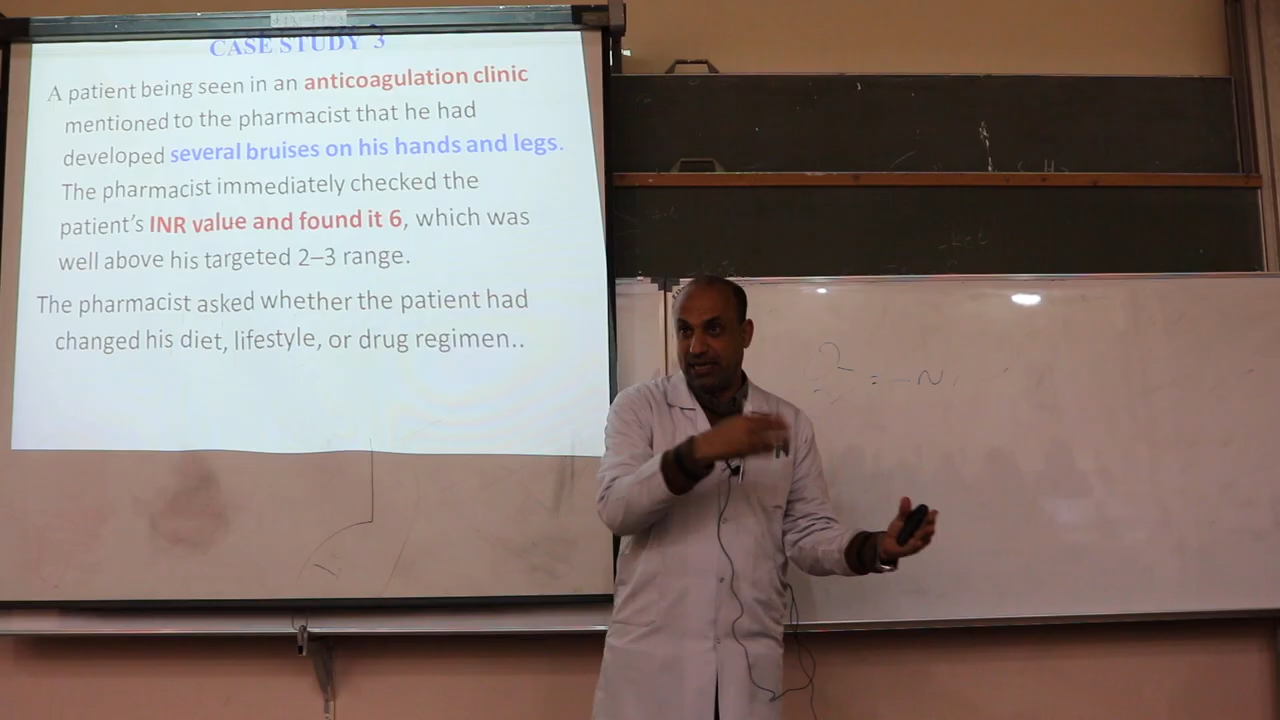 CASE STUDY 3
A patient being seen in an anticoagulation clinic
mentioned to the pharmacist that he had
developed several bruises on his hands and legs.
The pharmacist immediately checked the
patient's INR value and found it 6, which was
well above his targeted 2–3 range.
The pharmacist asked whether the patient had
changed his diet, lifestyle, or drug regimen..